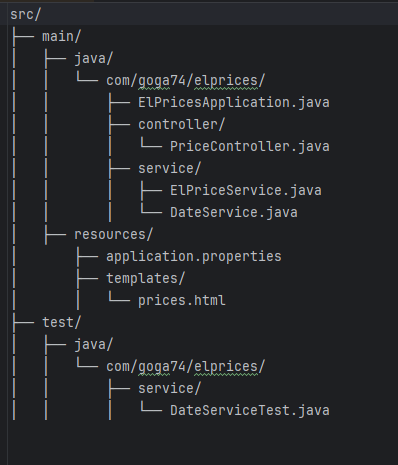 src/
├── main/
│   ├── java/
│   │   └── com/goga74/elprices/
│   │       ├── ElPricesApplication.java
│   │       ├── controller/
│   │       │   └── PriceController.java
│   │       ├── service/
│   │       │   ├── ElPriceService.java
│   │       │   └── DateService.java
│   ├── resources/
│       ├── application.properties
│       ├── templates/
│       │   └── prices.html
├── test/
│   ├── java/
│   │   └── com/goga74/elprices/
│   │       ├── service/
│   │       │   └── DateServiceTest.java